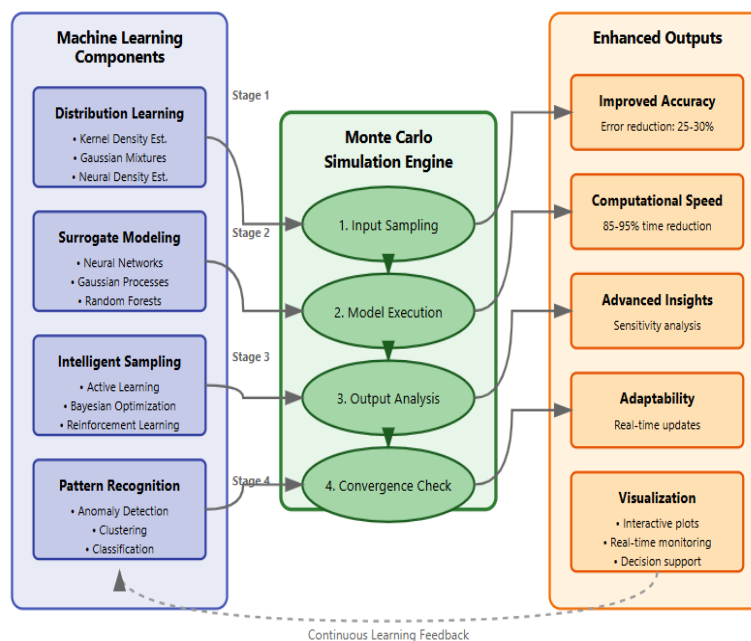 Machine Learning
Components
Distribution Learning
• Kernel Density Est.
• Gaussian Mixtures
• Neural Density Est.
Surrogate Modeling
• Neural Networks
• Gaussian Processes
• Random Forests
Intelligent Sampling
• Active Learning
• Bayesian Optimization
• Reinforcement Learning
Pattern Recognition
• Anomaly Detection
• Clustering
• Classification
Stage 1
Stage 2
Stage 3
Stage 4
Monte Carlo
Simulation Engine
1. Input Sampling
2. Model Execution
3. Output Analysis
4. Convergence Check
Enhanced Outputs
Improved Accuracy
Error reduction: 25-30%
Computational Speed
85-95% time reduction
Advanced Insights
Sensitivity analysis
Adaptability
Real-time updates
Visualization
• Interactive plots
• Real-time monitoring
• Decision support
Continuous Learning Feedback